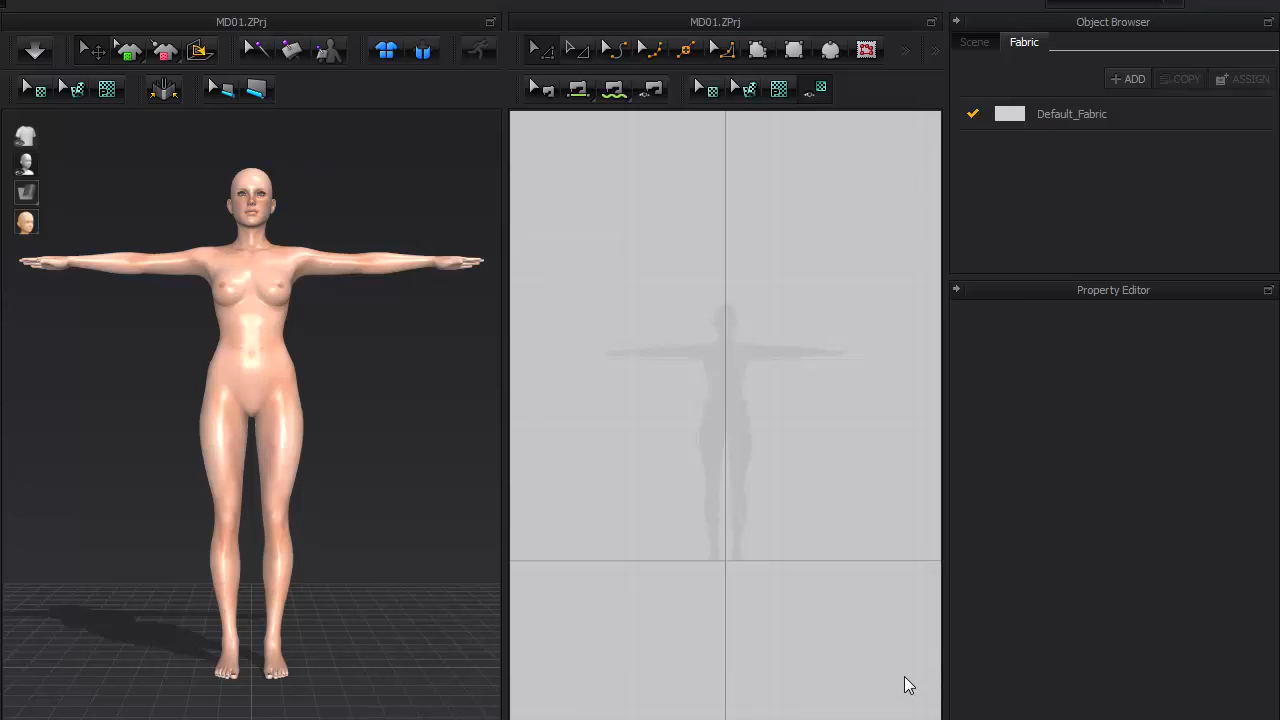 MD01.ZPrj
MD01.ZPrj
Object Browser
Scene
Fabric
ADD
COPY
ASSIGN
Default_Fabric
Property Editor